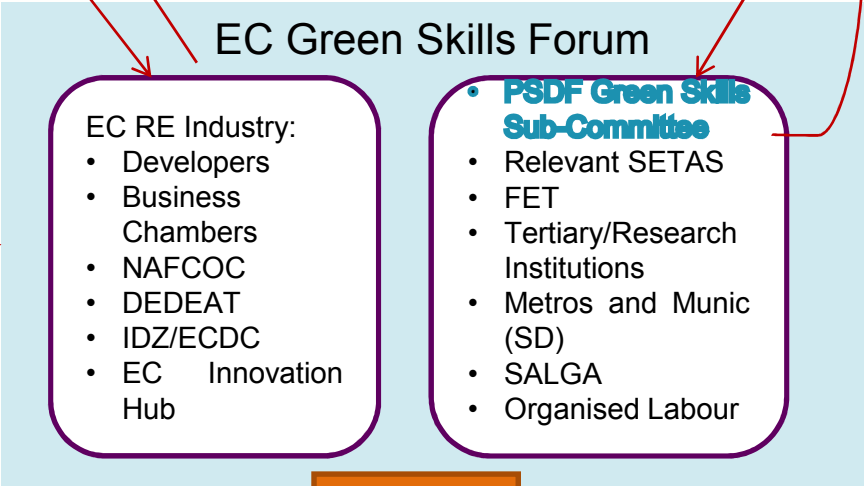 EC Green Skills Forum
EC RE Industry:
• Developers
• Business
Chambers
• NAFCOC
• DEDEAT
• IDZ/ECDC
• EC Innovation
Hub
• PSDF Green Skills
Sub-Committee
• Relevant SETAS
• FET
• Tertiary/Research
Institutions
• Metros and Munic
(SD)
• SALGA
• Organised Labour